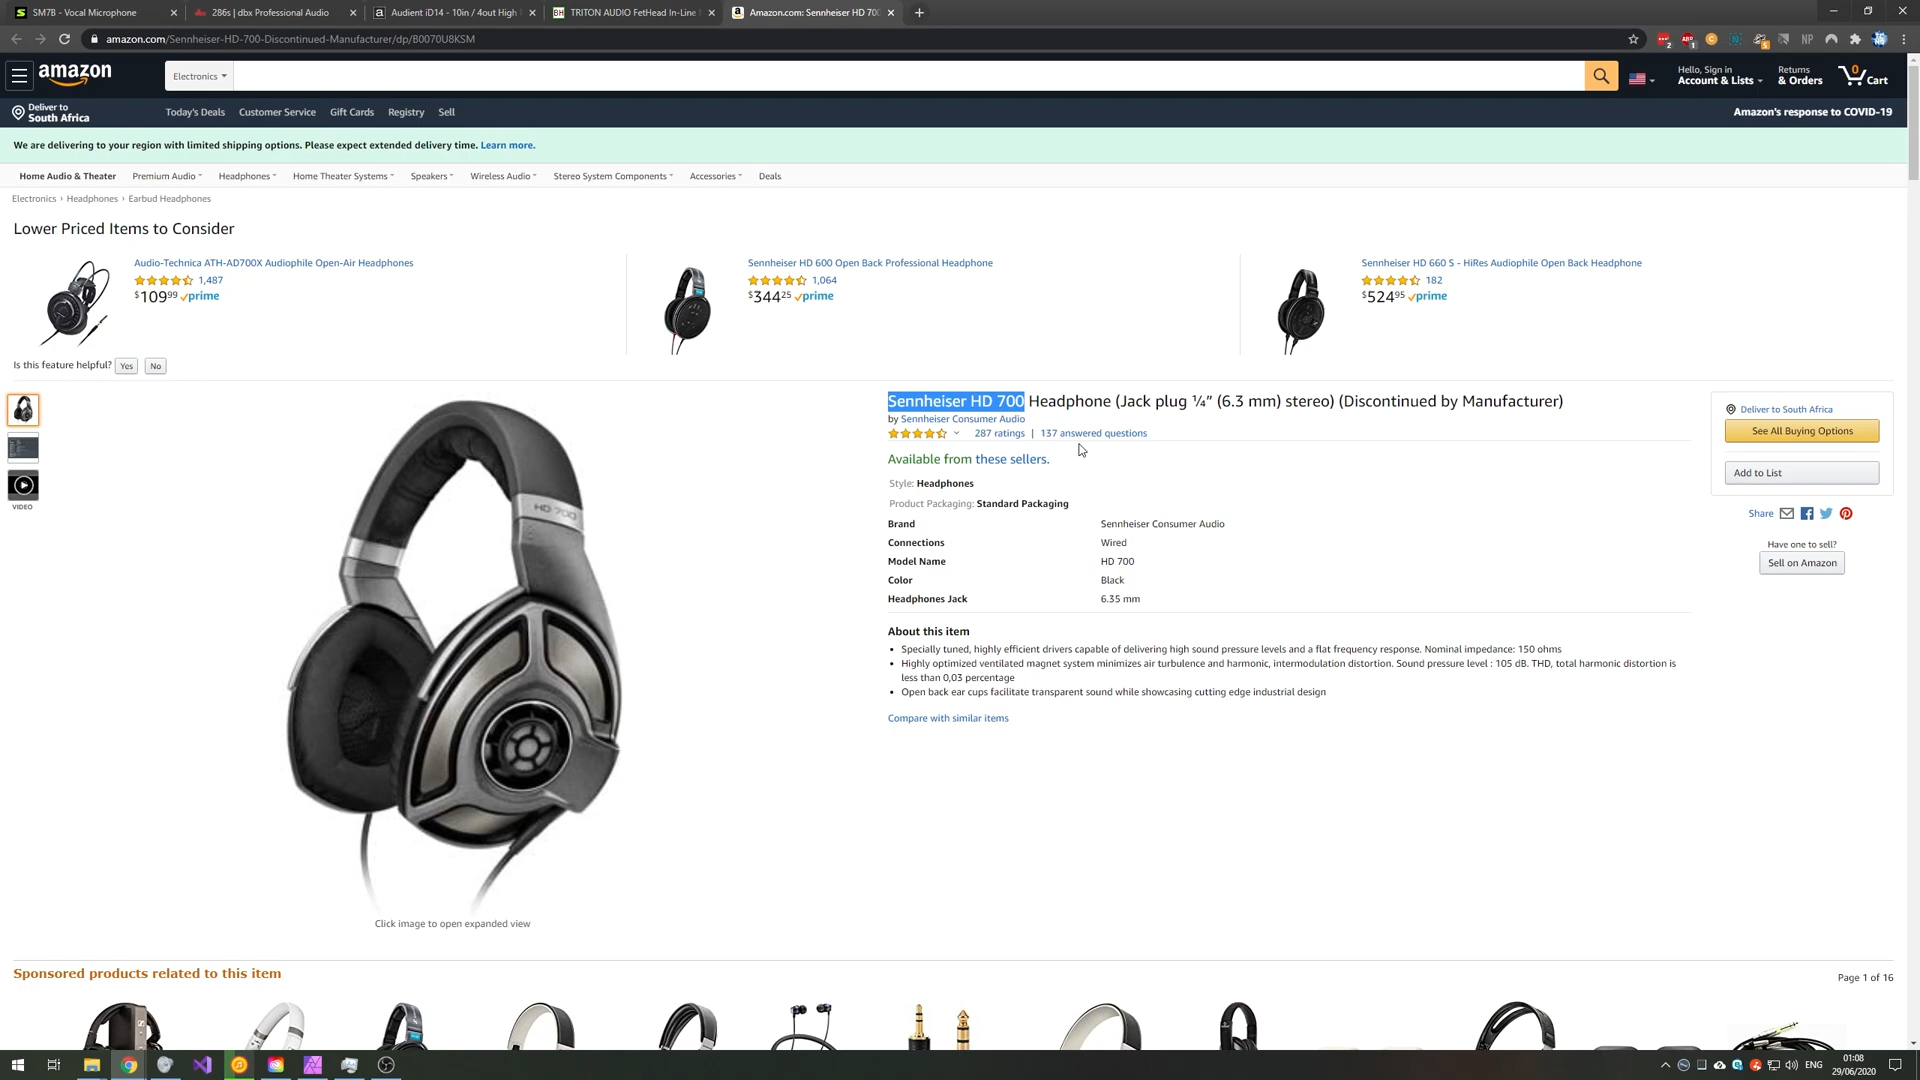 SM7B - Vocal Microphone
286s | dbx Professional Audio
Audient iD14 - 10in / 4out High
TRITON AUDIO FetHead In-Line
Amazon.com: Sennheiser HD 700
amazon.com/Sennheiser-HD-700-Discontinued-Manufacturer/dp/B0070U8KSM
amazon
Electronics
Hello, Sign in
Account & Lists
Returns
& Orders
0
Cart
Deliver to
South Africa
Today's Deals
Customer Service
Gift Cards
Registry
Sell
Amazon's response to COVID-19
We are delivering to your region with limited shipping options. Please expect extended delivery time. Learn more.
Home Audio & Theater
Premium Audio
Headphones
Home Theater Systems
Speakers
Wireless Audio
Stereo System Components
Accessories
Deals
Electronics › Headphones › Earbud Headphones
Lower Priced Items to Consider
Audio-Technica ATH-AD700X Audiophile Open-Air Headphones
1,487
$109⁹⁹ prime
Sennheiser HD 600 Open Back Professional Headphone
1,064
$344²⁵ prime
Sennheiser HD 660 S - HiRes Audiophile Open Back Headphone
182
$524⁹⁵ prime
Is this feature helpful? Yes No
VIDEO
HD 700
Click image to open expanded view
Sennheiser HD 700 Headphone (Jack plug ¼” (6.3 mm) stereo) (Discontinued by Manufacturer)
by Sennheiser Consumer Audio
287 ratings | 137 answered questions
Available from these sellers.
Style: Headphones
Product Packaging: Standard Packaging
Brand Sennheiser Consumer Audio
Connections Wired
Model Name HD 700
Color Black
Headphones Jack 6.35 mm
About this item
• Specially tuned, highly efficient drivers capable of delivering high sound pressure levels and a flat frequency response. Nominal impedance: 150 ohms
• Highly optimized ventilated magnet system minimizes air turbulence and harmonic, intermodulation distortion. Sound pressure level : 105 dB. THD, total harmonic distortion is
less than 0,03 percentage
• Open back ear cups facilitate transparent sound while showcasing cutting edge industrial design
Compare with similar items
Deliver to South Africa
See All Buying Options
Add to List
Share
Have one to sell?
Sell on Amazon
Sponsored products related to this item
Page 1 of 16
ENG
01:08
29/06/2020